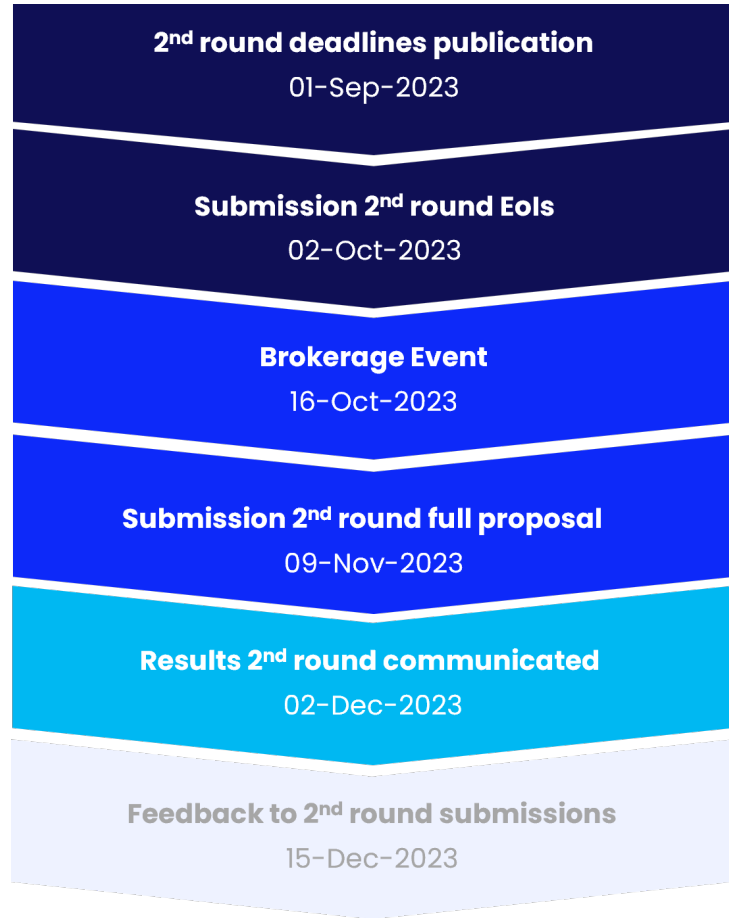 2nd round deadlines publication
01-Sep-2023
Submission 2nd round EoIs
02-Oct-2023
Brokerage Event
16-Oct-2023
Submission 2nd round full proposal
09-Nov-2023
Results 2nd round communicated
02-Dec-2023
Feedback to 2nd round submissions
15-Dec-2023